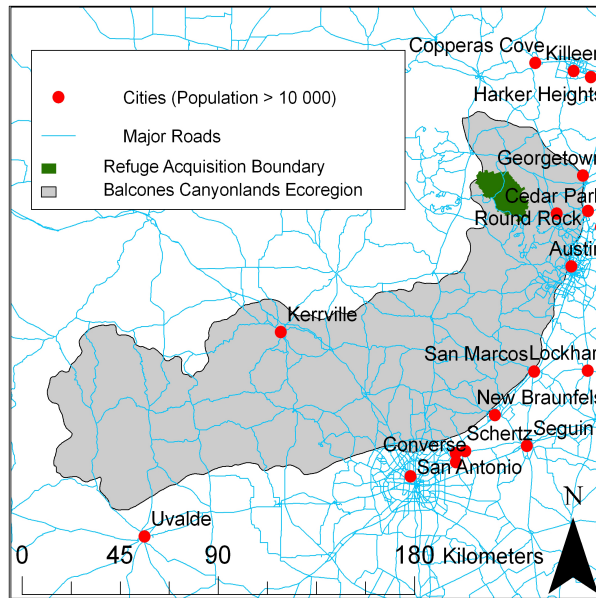 Copperas Cove
Killeen
Harker Heights
Cities (Population > 10 000)
Major Roads
Refuge Acquisition Boundary
Balcones Canyonlands Ecoregion
Georgetown
Cedar Park
Round Rock
Austin
Kerrville
San Marcos
Lockhar
New Braunfels
Converse
Schertz
Seguin
San Antonio
Uvalde
N
0 45 90 180 Kilometers